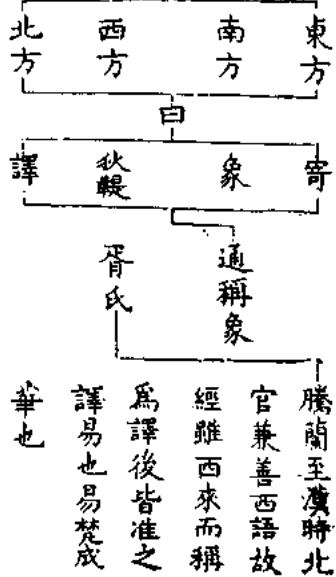 東方
南方
西方
北方
曰
寄
象
狄鞮
譯
通稱象
胥氏
騰蘭至漢時北
官兼善西語故
經雖西來而稱
為譯後皆准之
譯易也易梵成
華也